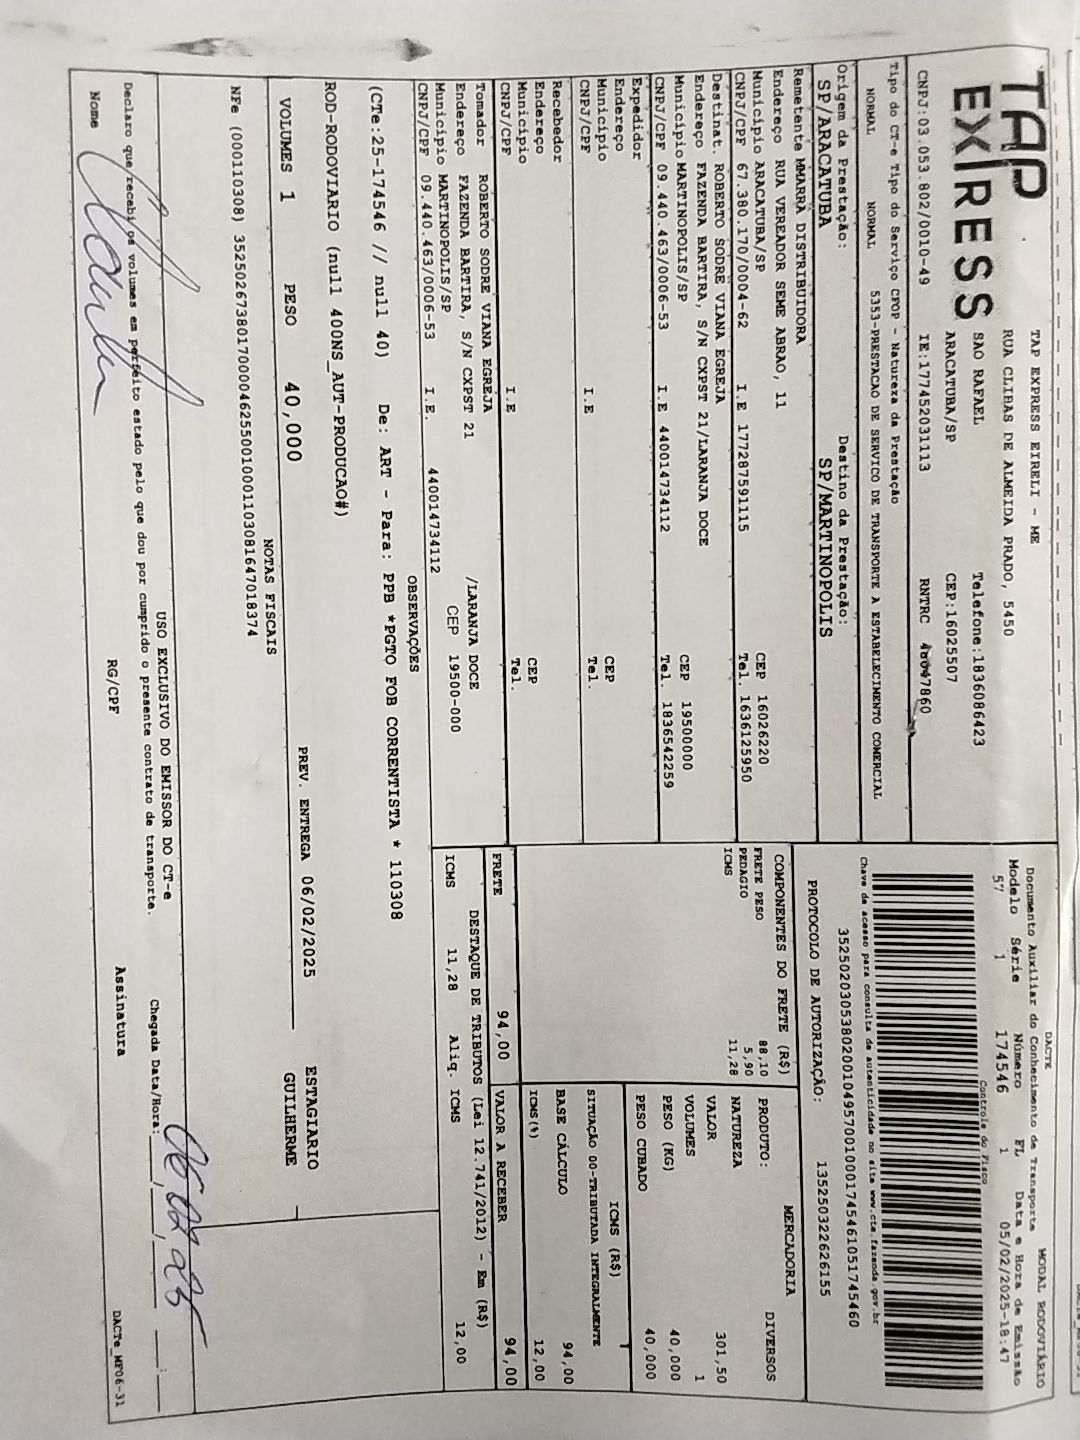 TAP EXPRESS
TAP EXPRESS EIRELI - ME
RUA CLIBAS DE ALMEIDA PRADO, 5450
SAO RAFAEL Telefone:1836086423
ARACATUBA/SP CEP:16025507
CNPJ:03.053.802/0010-49 IE:177452031113 RNTRC 48047860
DACTE MODAL RODOVIÁRIO
Documento Auxiliar do Conhecimento de Transporte
Modelo Série Número FL Data e Hora de Emissão
57 1 174546 1 05/02/2025-18:47
Controle do Fisco
Chave de acesso para consulta de autenticidade no site www.cte.fazenda.gov.br
35250203053802001049570010001745461051745460
PROTOCOLO DE AUTORIZAÇÃO: 135250322626155
Tipo do CT-e Tipo do Serviço CFOP - Natureza da Prestação
NORMAL NORMAL 5353-PRESTACAO DE SERVICO DE TRANSPORTE A ESTABELECIMENTO COMERCIAL
Origem da Prestação: Destino da Prestação:
SP/ARACATUBA SP/MARTINOPOLIS
Remetente MMARRA DISTRIBUIDORA
Endereço RUA VEREADOR SEME ABRAO, 11
Município ARACATUBA/SP CEP 16026220
CNPJ/CPF 67.380.170/0004-62 I.E 177287591115 Tel. 1636125950
Destinat. ROBERTO SODRE VIANA EGREJA
Endereço FAZENDA BARTIRA, S/N CXPST 21/LARANJA DOCE
Município MARTINOPOLIS/SP CEP 19500000
CNPJ/CPF 09.440.463/0006-53 I.E 440014734112 Tel. 1836542259
Expedidor
Endereço
Município CEP
CNPJ/CPF I.E Tel.
Recebedor
Endereço
Município CEP
CNPJ/CPF I.E Tel.
Tomador ROBERTO SODRE VIANA EGREJA
Endereço FAZENDA BARTIRA, S/N CXPST 21 /LARANJA DOCE
Município MARTINOPOLIS/SP CEP 19500-000
CNPJ/CPF 09.440.463/0006-53 I.E. 440014734112
COMPONENTES DO FRETE (R$)
FRETE PESO 88,10
PEDAGIO 5,90
ICMS 11,28
FRETE 94,00
MERCADORIA
PRODUTO: DIVERSOS
NATUREZA
VALOR 301,50
VOLUMES 1
PESO (KG) 40,000
PESO CUBADO 40,000
ICMS (R$)
SITUAÇÃO 00-TRIBUTADA INTEGRALMENTE
BASE CÁLCULO 94,00
ICMS(%) 12,00
VALOR A RECEBER 94,00
DESTAQUE DE TRIBUTOS (Lei 12.741/2012) - Em (R$)
ICMS 11,28 Aliq. ICMS 12,00
OBSERVAÇÕES
(CTe:25-174546 // null 40) De: ART - Para: PPB *PGTO FOB CORRENTISTA * 110308
ROD-RODOVIARIO (null 400NS_AUT-PRODUCAO#)
VOLUMES 1 PESO 40,000 PREV. ENTREGA 06/02/2025 ESTAGIARIO
GUILHERME
NOTAS FISCAIS
NFe (000110308) 35250267380170000462550010001103081647018374
USO EXCLUSIVO DO EMISSOR DO CT-e
Declaro que recebi os volumes em perfeito estado pelo que dou por cumprido o presente contrato de transporte.
Chegada Data/Hora: 06 02 25
Nome RG/CPF Assinatura
DACTe_MF06-31